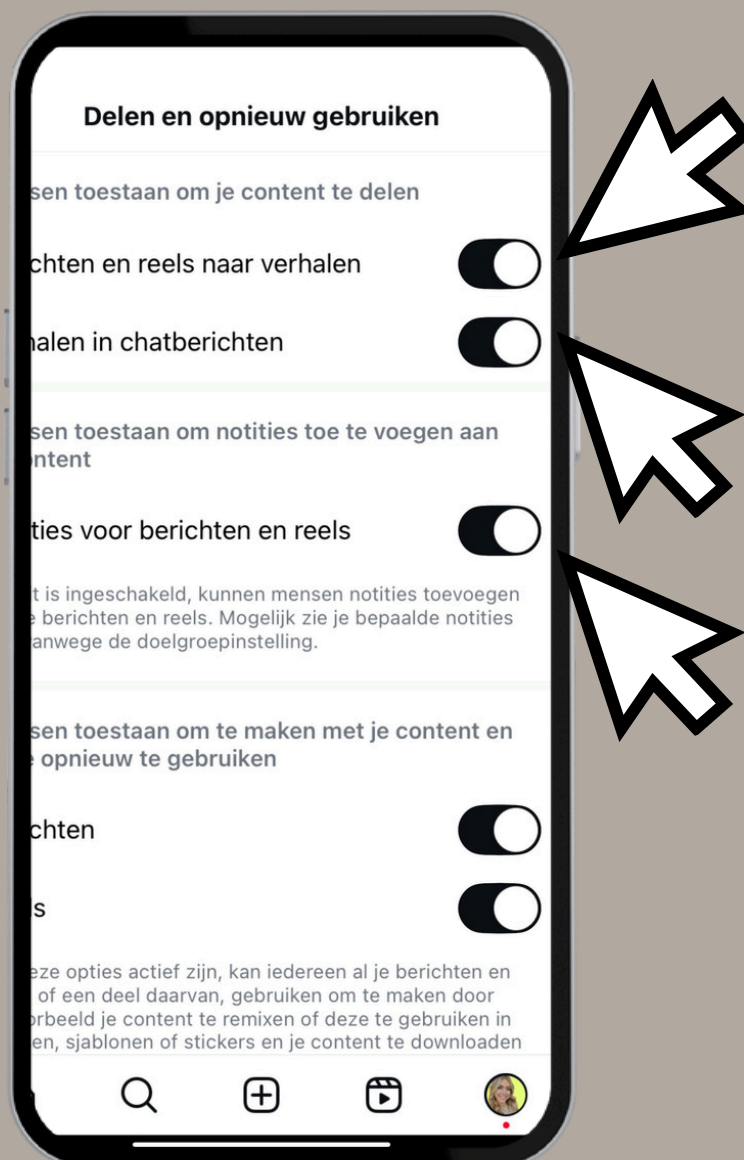 Delen en opnieuw gebruiken
sen toestaan om je content te delen
chten en reels naar verhalen
halen in chatberichten
sen toestaan om notities toe te voegen aan
ontent
ties voor berichten en reels
t is ingeschakeld, kunnen mensen notities toevoegen
e berichten en reels. Mogelijk zie je bepaalde notities
anwege de doelgroepinstelling.
sen toestaan om te maken met je content en
e opnieuw te gebruiken
chten
ls
eze opties actief zijn, kan iedereen al je berichten en
of een deel daarvan, gebruiken om te maken door
orbeeld je content te remixen of deze te gebruiken in
en, sjablonen of stickers en je content te downloaden